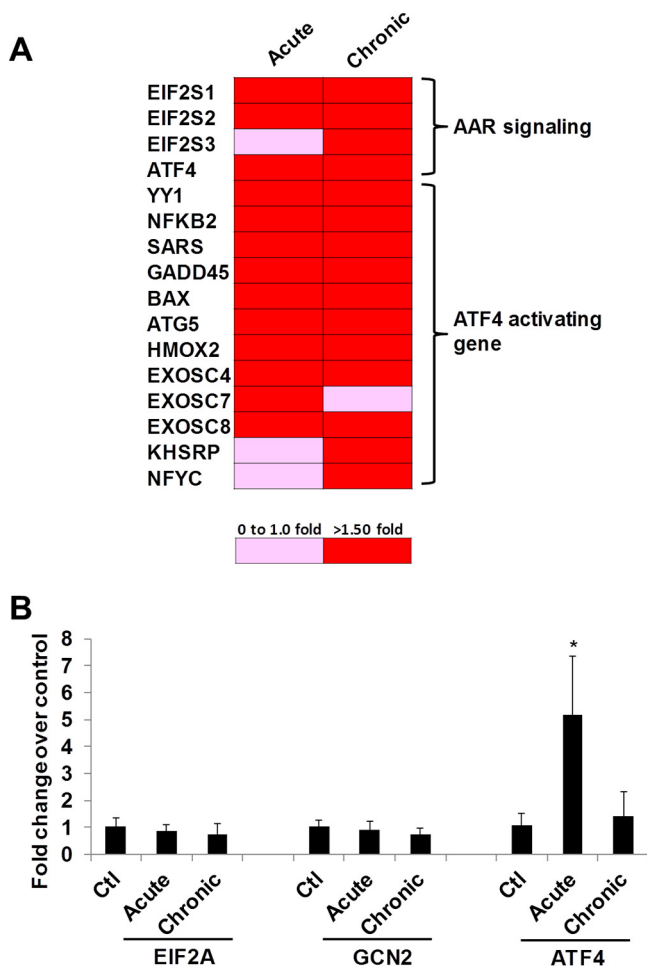 A
Acute Chronic
EIF2S1
EIF2S2
EIF2S3
ATF4
AAR signaling
YY1
NFKB2
SARS
GADD45
BAX
ATG5
HMOX2
EXOSC4
EXOSC7
EXOSC8
KHSRP
NFYC
ATF4 activating
gene
0 to 1.0 fold >1.50 fold
B
Fold change over control
8
7
6
5
4
3
2
1
0
*
Ctl Acute Chronic Ctl Acute Chronic Ctl Acute Chronic
EIF2A GCN2 ATF4